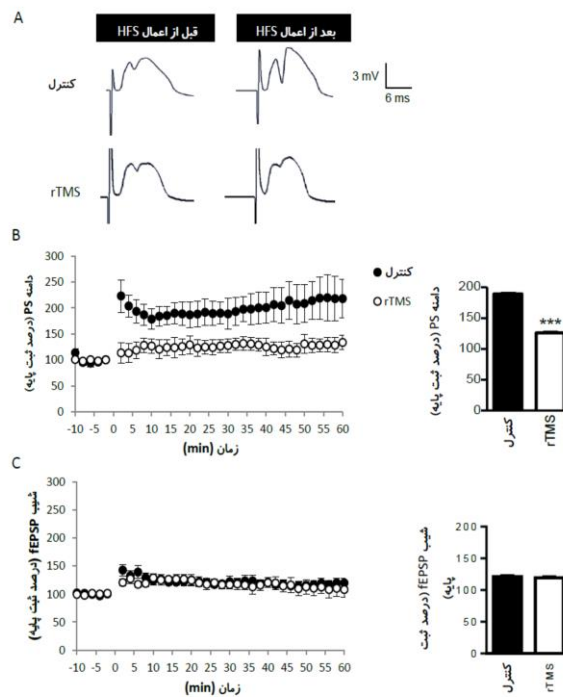 A
قبل از اعمال HFS
بعد از اعمال HFS
کنترل
3 mV
6 ms
rTMS
B
دامنه PS (درصد ثبت پایه)
300
250
200
150
100
50
0
-10 -5 0 5 10 15 20 25 30 35 40 45 50 55 60
زمان (min)
کنترل
rTMS
دامنه PS (درصد ثبت پایه)
200
150
100
50
0
***
کنترل
rTMS
C
شیب fEPSP (درصد ثبت پایه)
300
250
200
150
100
50
0
-10 -5 0 5 10 15 20 25 30 35 40 45 50 55 60
زمان (min)
شیب fEPSP (درصد ثبت
پایه)
200
150
100
50
0
کنترل
rTMS